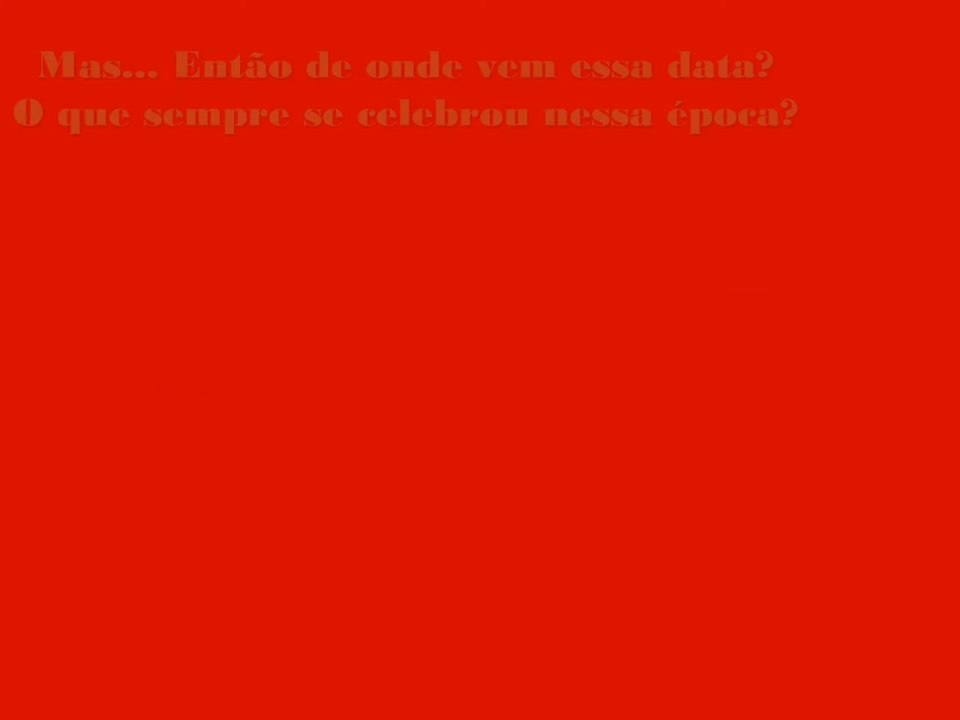 Mas... Então de onde vem essa data?
O que sempre se celebrou nessa época?